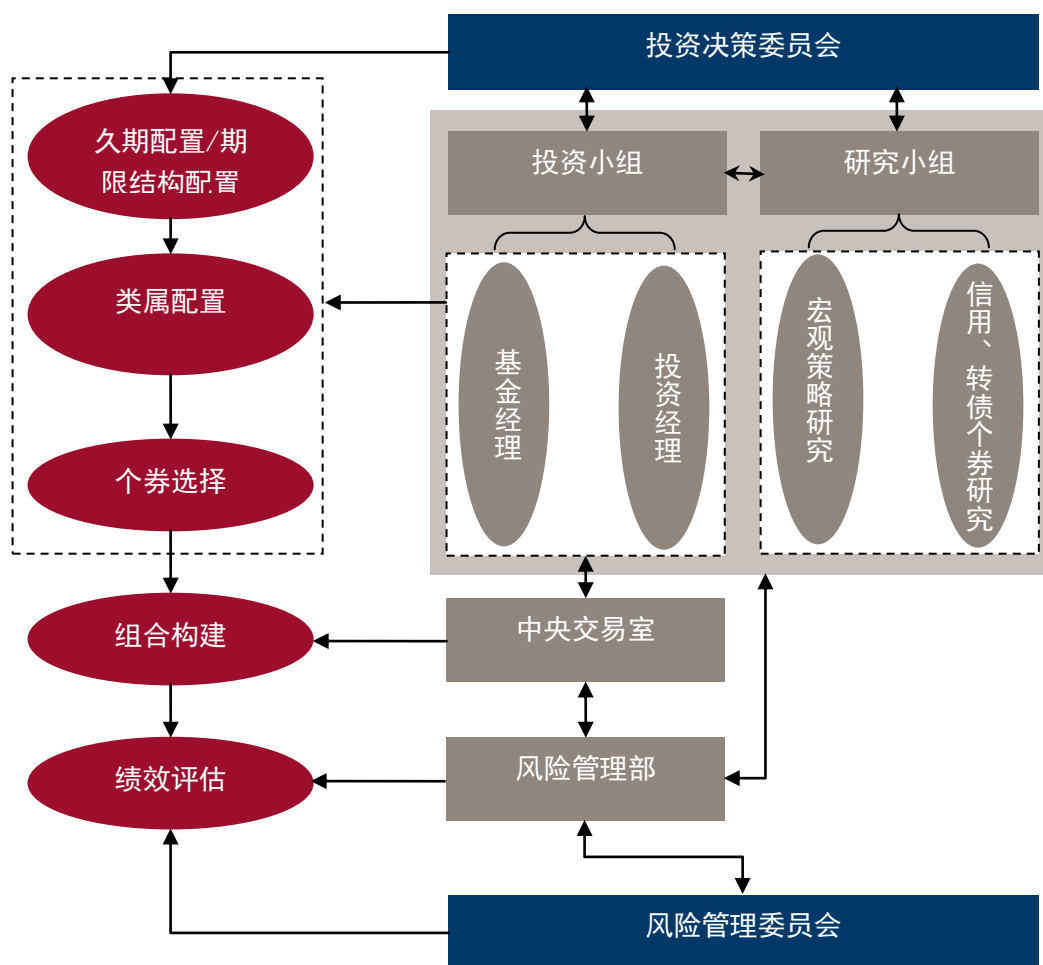 投资决策委员会
久期配置/期
限结构配置
投资小组
研究小组
类属配置
基金经理
投资经理
宏观策略研究
信用、转债个券研究
个券选择
组合构建
中央交易室
绩效评估
风险管理部
风险管理委员会